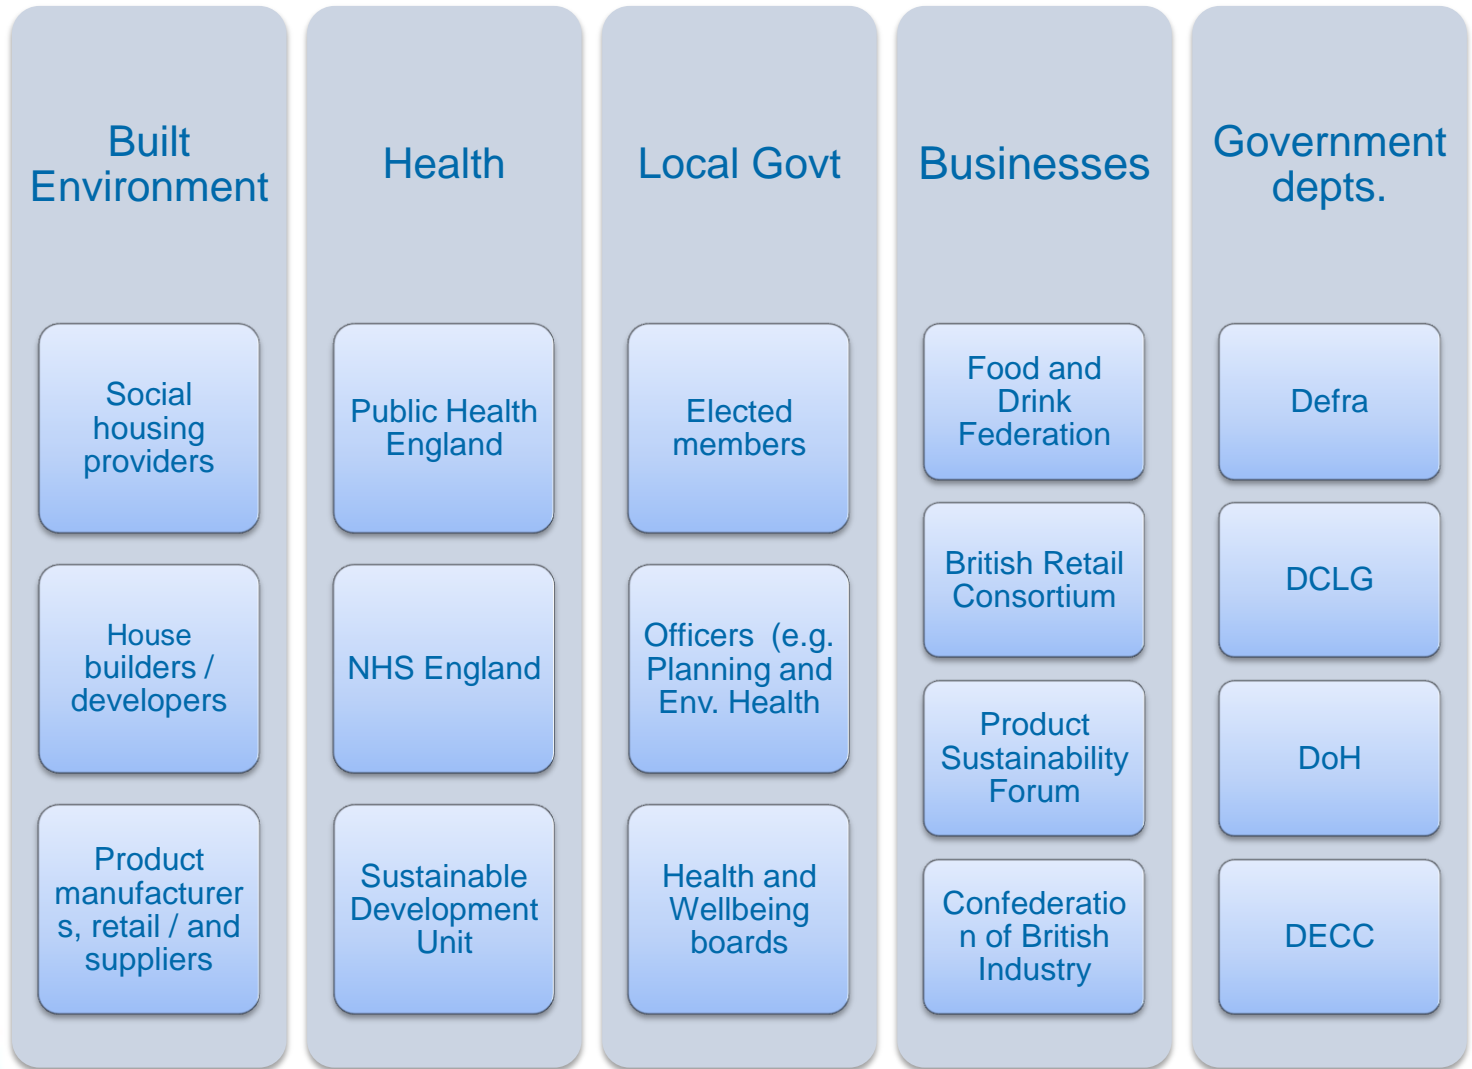 Built
Environment
Social
housing
providers
House
builders /
developers
Product
manufacturer
s, retail / and
suppliers
Health
Public Health
England
NHS England
Sustainable
Development
Unit
Local Govt
Elected
members
Officers  (e.g.
Planning and
Env. Health
Health and
Wellbeing
boards
Businesses
Food and
Drink
Federation
British Retail
Consortium
Product
Sustainability
Forum
Confederatio
n of British
Industry
Government
depts.
Defra
DCLG
DoH
DECC